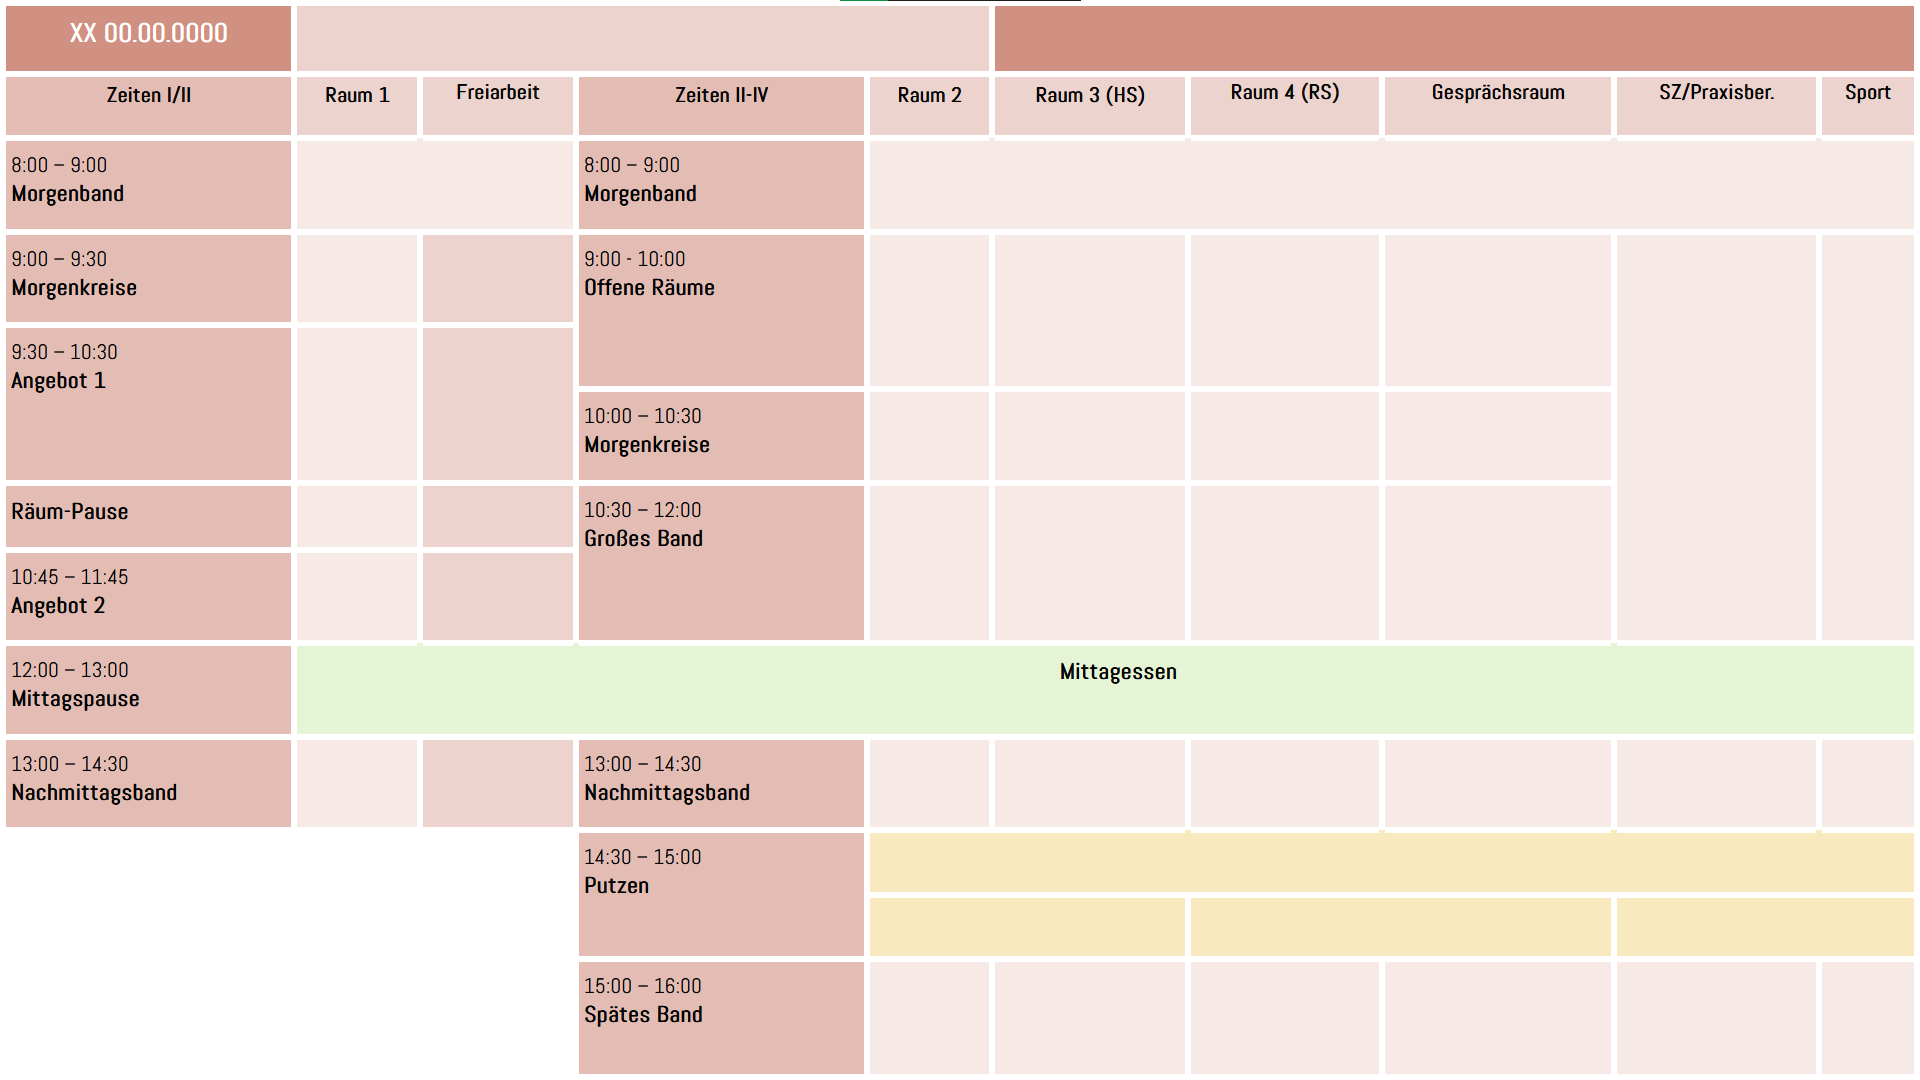 XX 00.00.0000
Zeiten I/II
Raum 1
Freiarbeit
Zeiten II-IV
Raum 2
Raum 3 (HS)
Raum 4 (RS)
Gesprächsraum
SZ/Praxisber.
Sport
8:00 – 9:00
Morgenband
8:00 – 9:00
Morgenband
9:00 – 9:30
Morgenkreise
9:00 - 10:00
Offene Räume
9:30 – 10:30
Angebot 1
10:00 – 10:30
Morgenkreise
Räum-Pause
10:30 – 12:00
Großes Band
10:45 – 11:45
Angebot 2
12:00 – 13:00
Mittagspause
Mittagessen
13:00 – 14:30
Nachmittagsband
13:00 – 14:30
Nachmittagsband
14:30 – 15:00
Putzen
15:00 – 16:00
Spätes Band